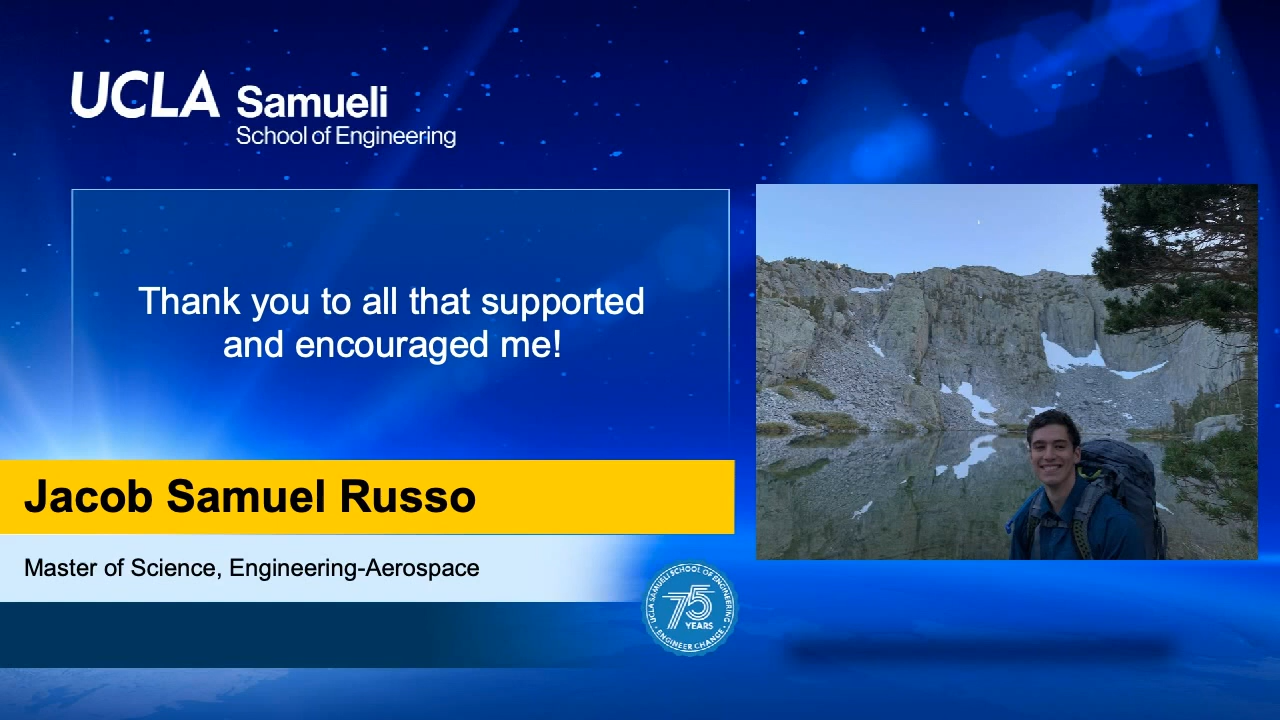 UCLA Samueli
School of Engineering
Thank you to all that supported
and encouraged me!
Jacob Samuel Russo
Master of Science, Engineering-Aerospace
UCLA SAMUELI SCHOOL OF ENGINEERING
75
YEARS
ENGINEER CHANGE